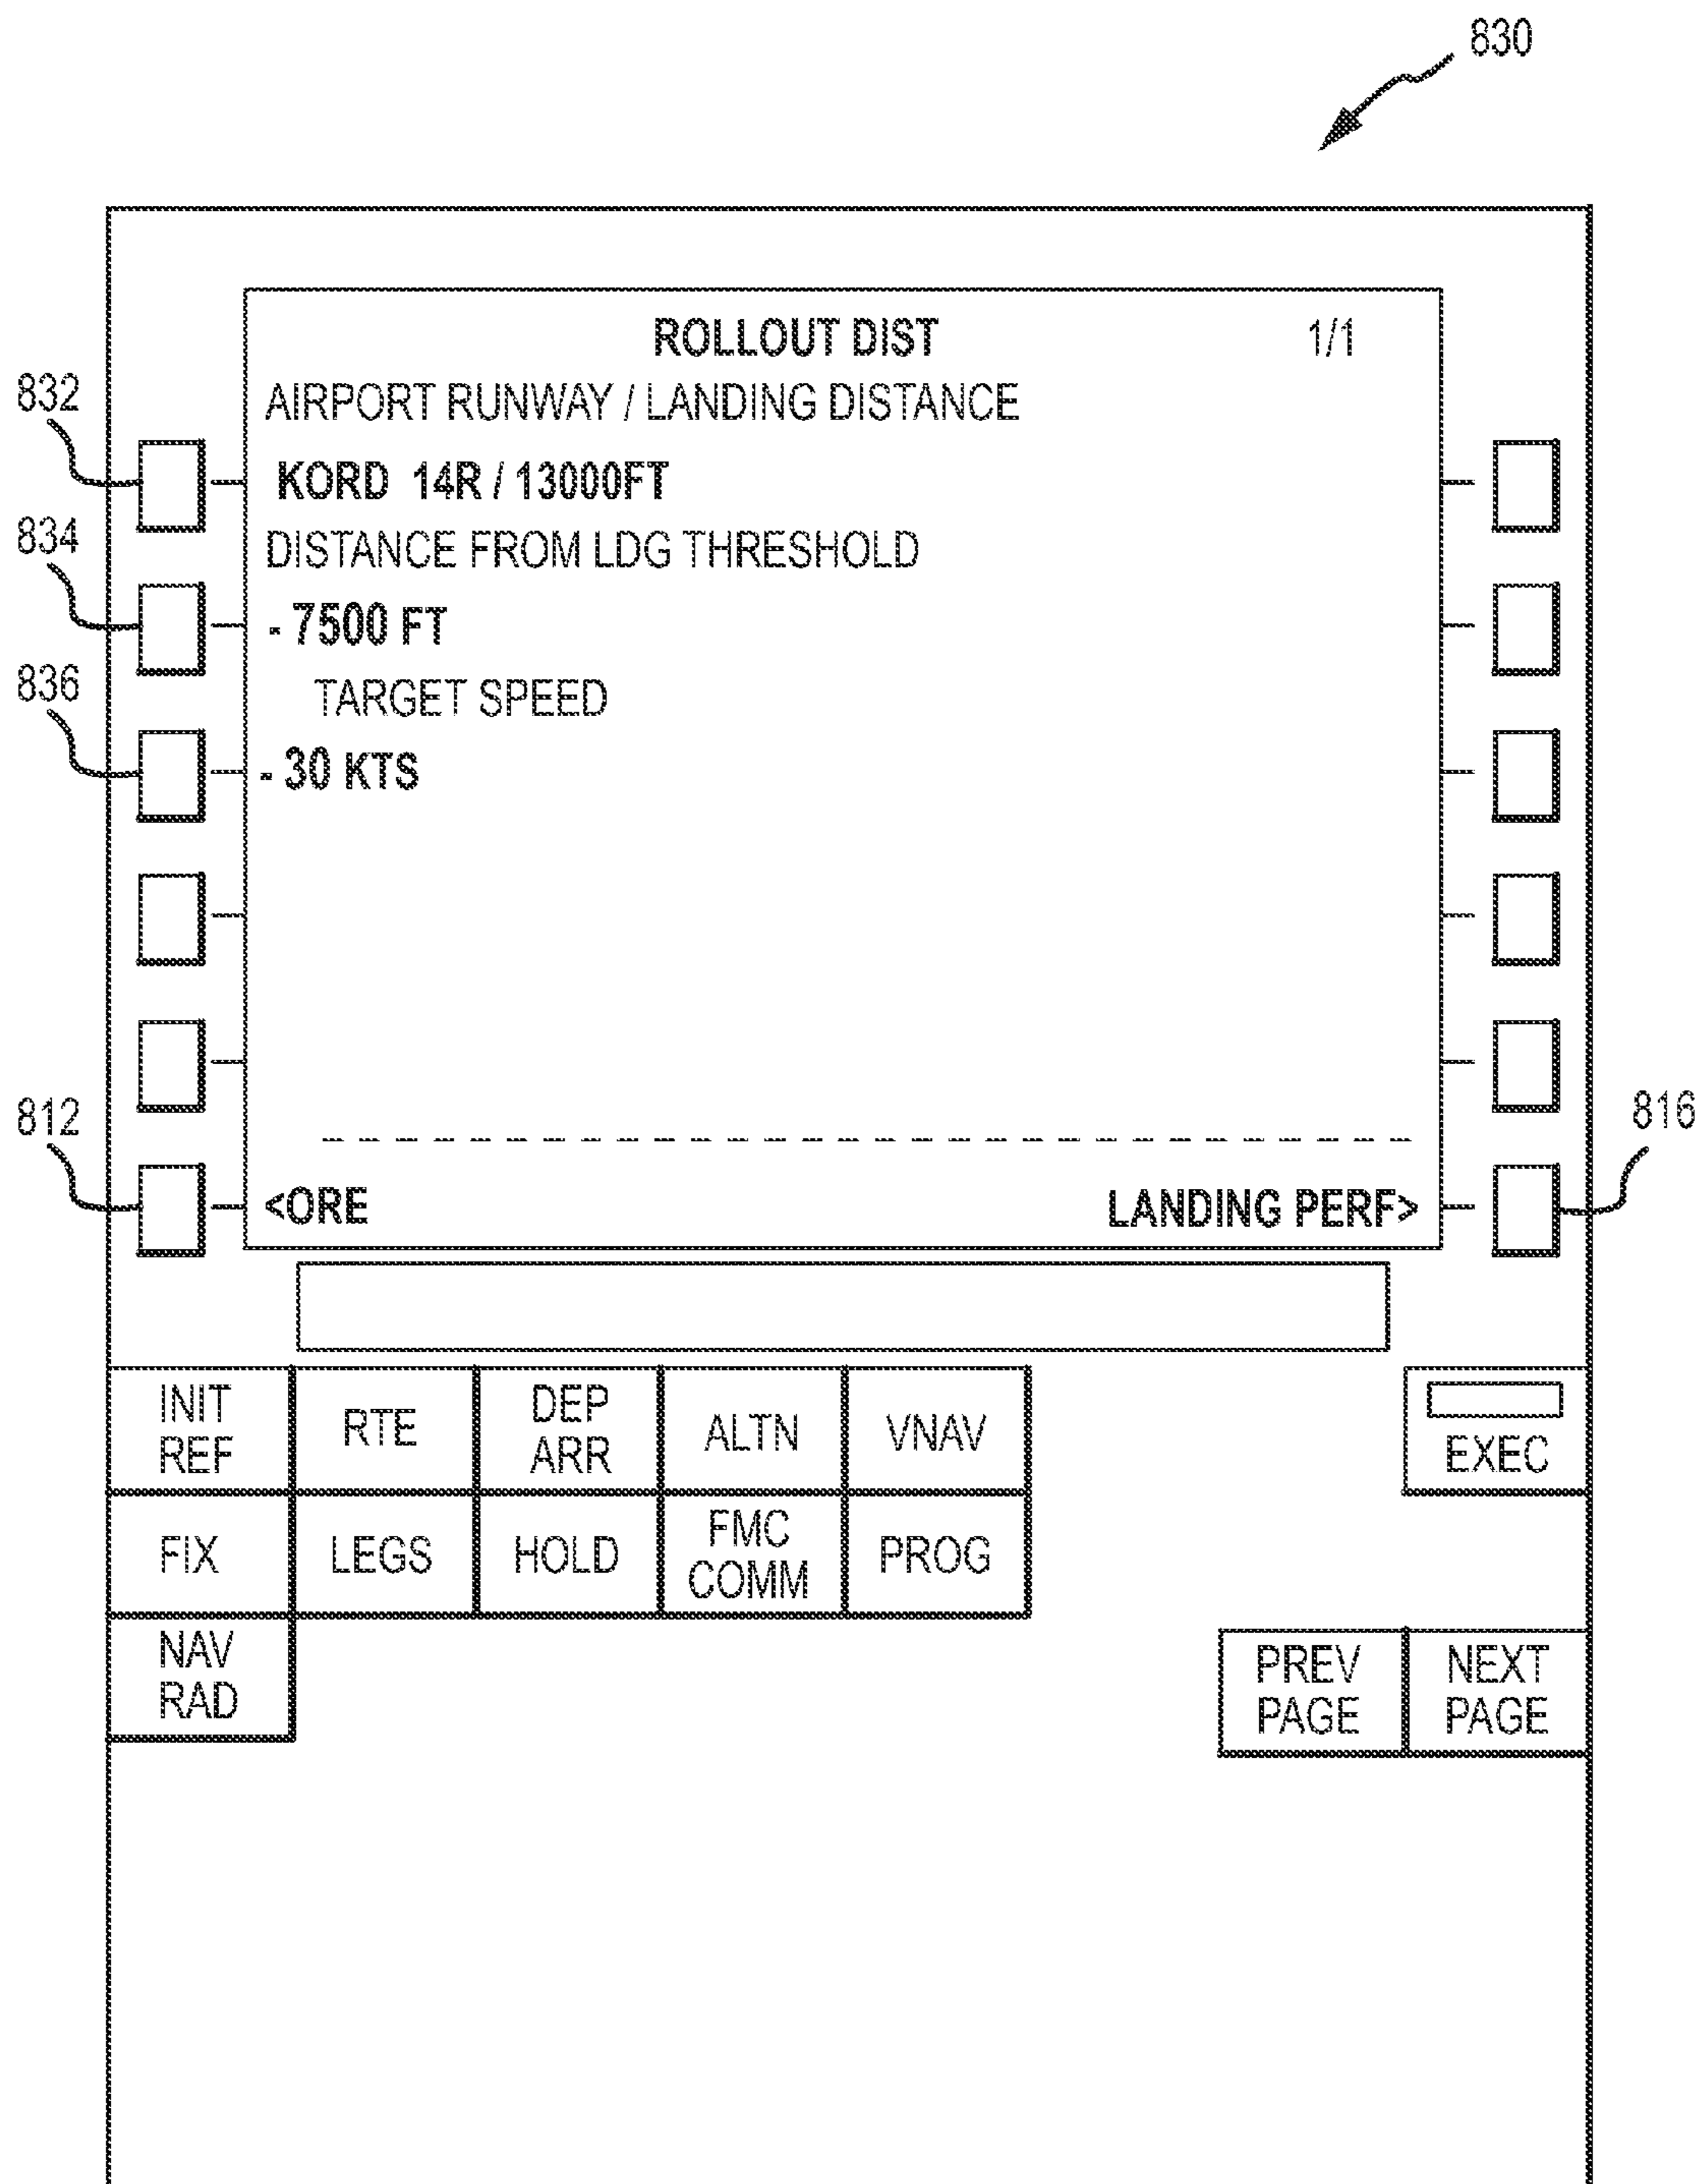 830
ROLLOUT DIST 1/1
AIRPORT RUNWAY / LANDING DISTANCE
832
KORD 14R / 13000FT
DISTANCE FROM LDG THRESHOLD
834
- 7500 FT
TARGET SPEED
836
- 30 KTS
812
816
<ORE LANDING PERF>
INIT REF
RTE
DEP ARR
ALTN
VNAV
EXEC
FIX
LEGS
HOLD
FMC COMM
PROG
NAV RAD
PREV PAGE
NEXT PAGE